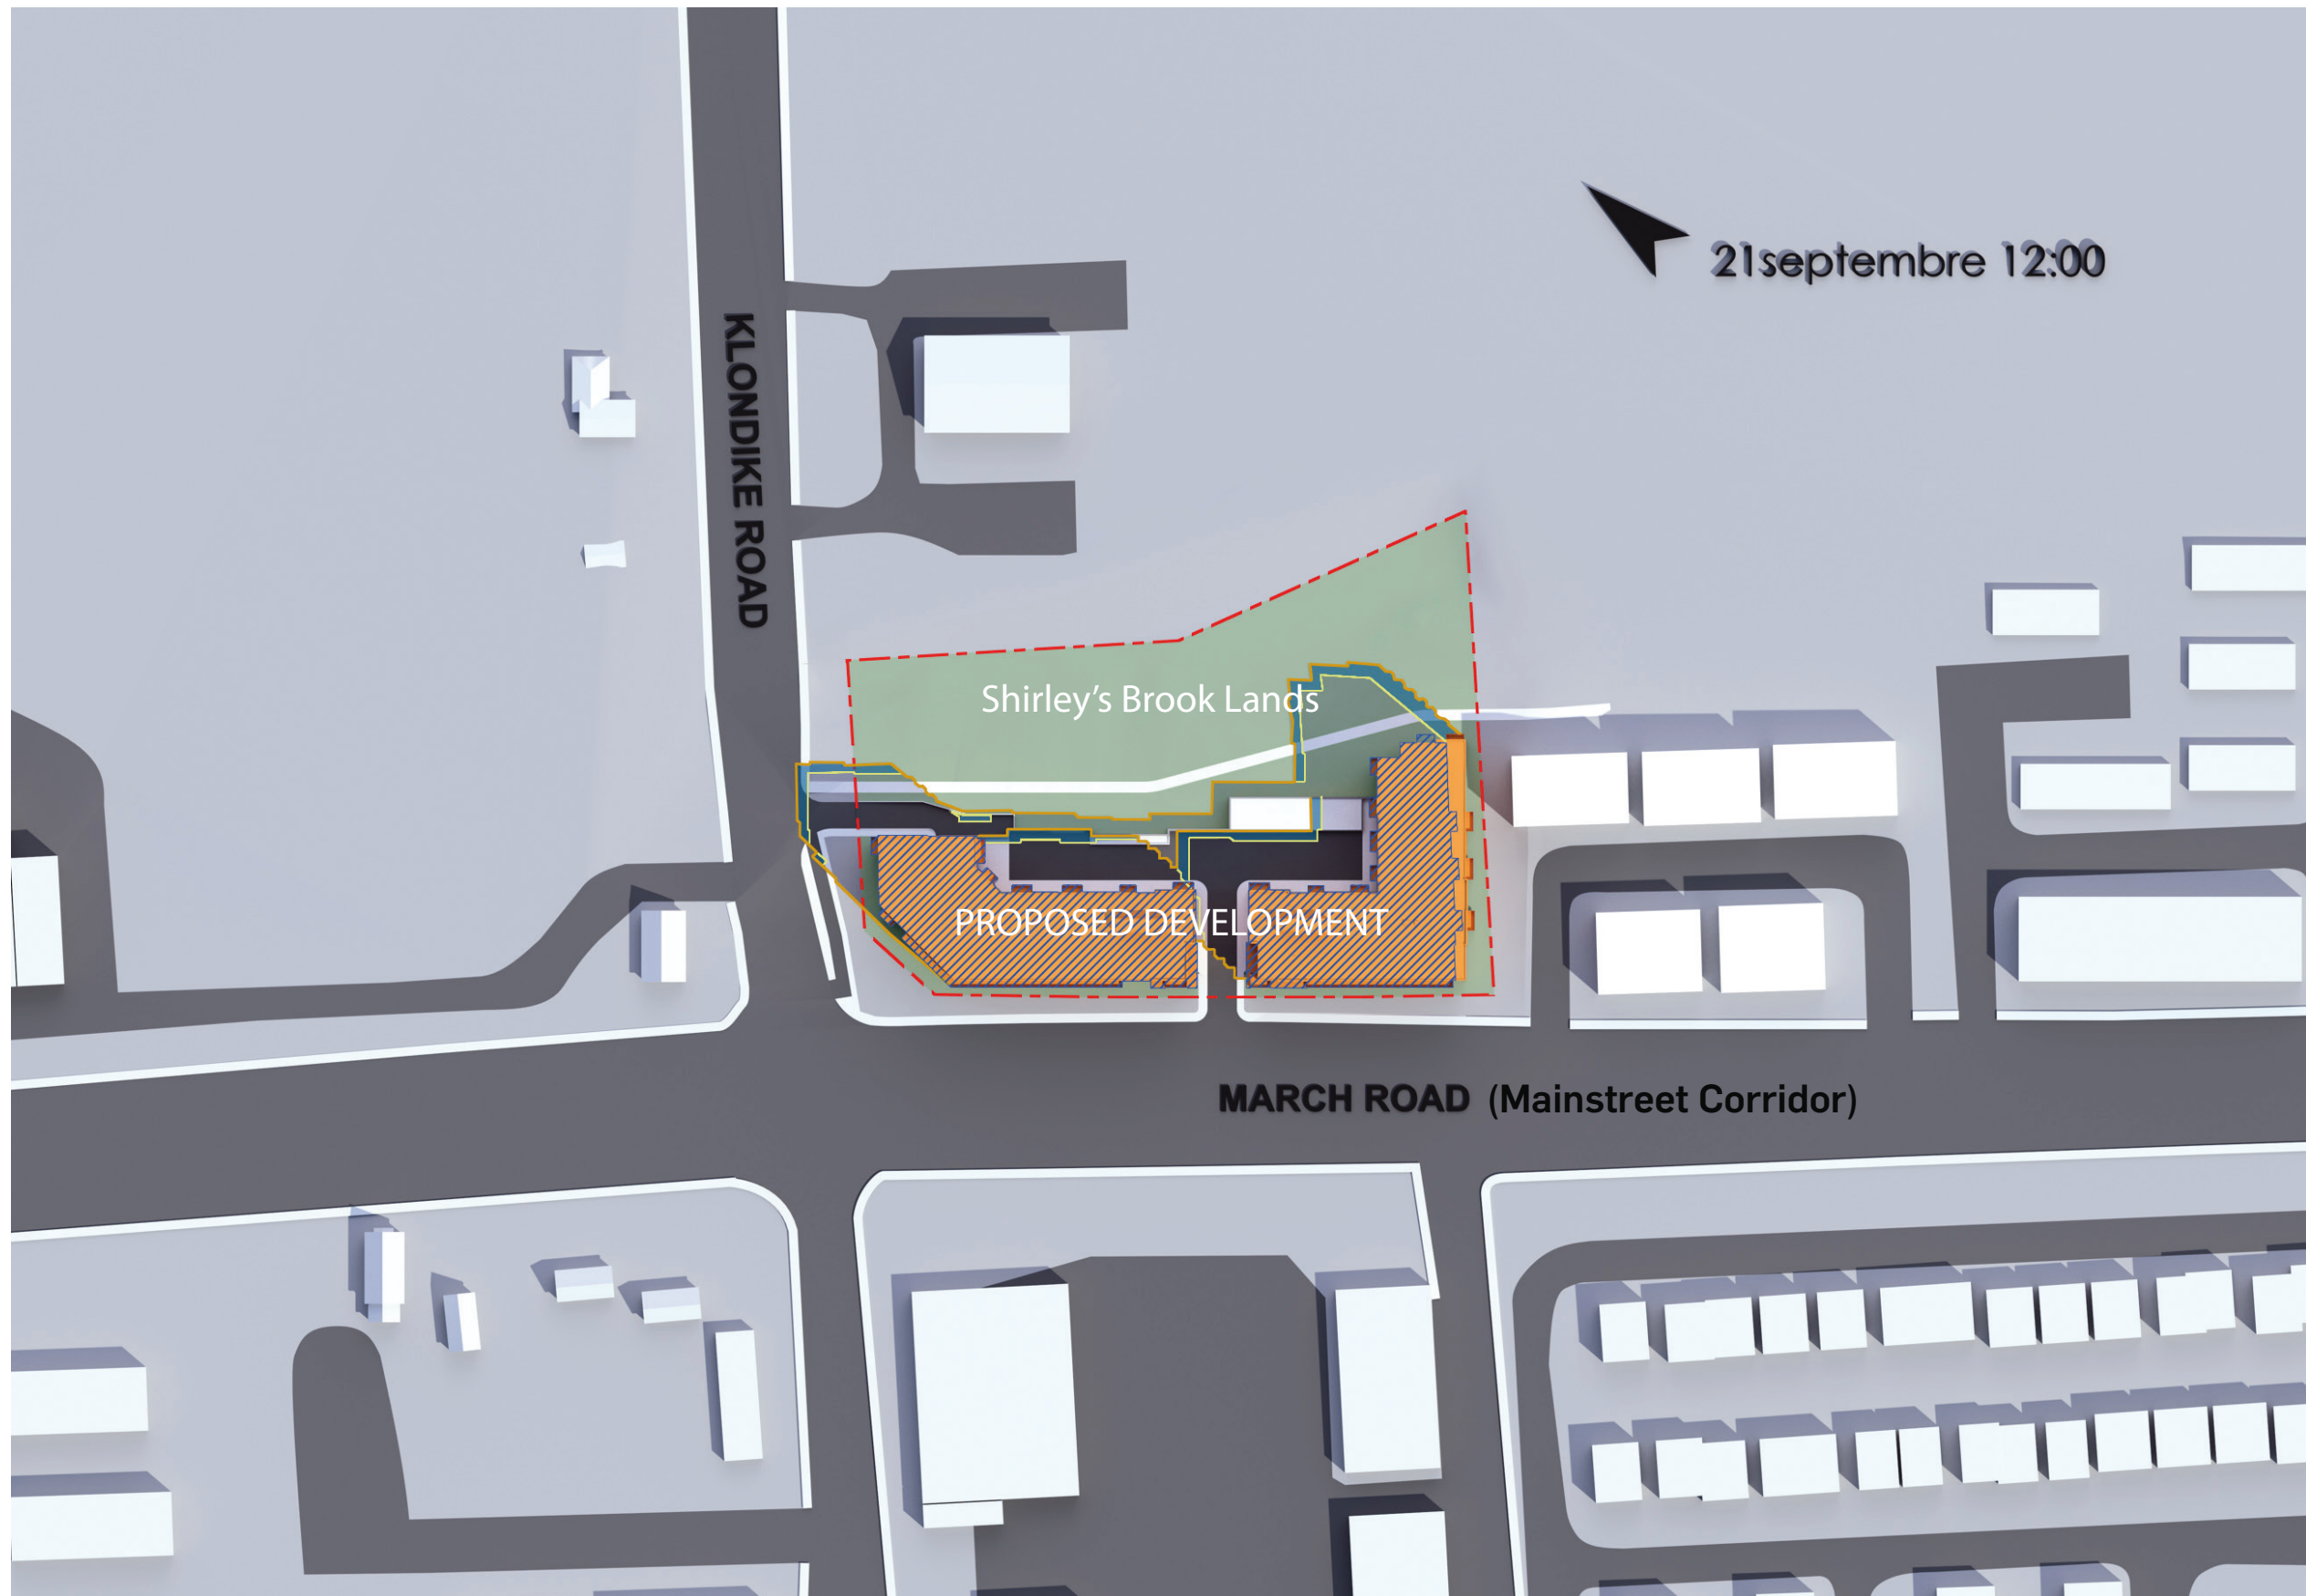 21septembre 12:00
KLONDIKE ROAD
Shirley's Brook Lands
PROPOSED DEVELOPMENT
MARCH ROAD (Mainstreet Corridor)